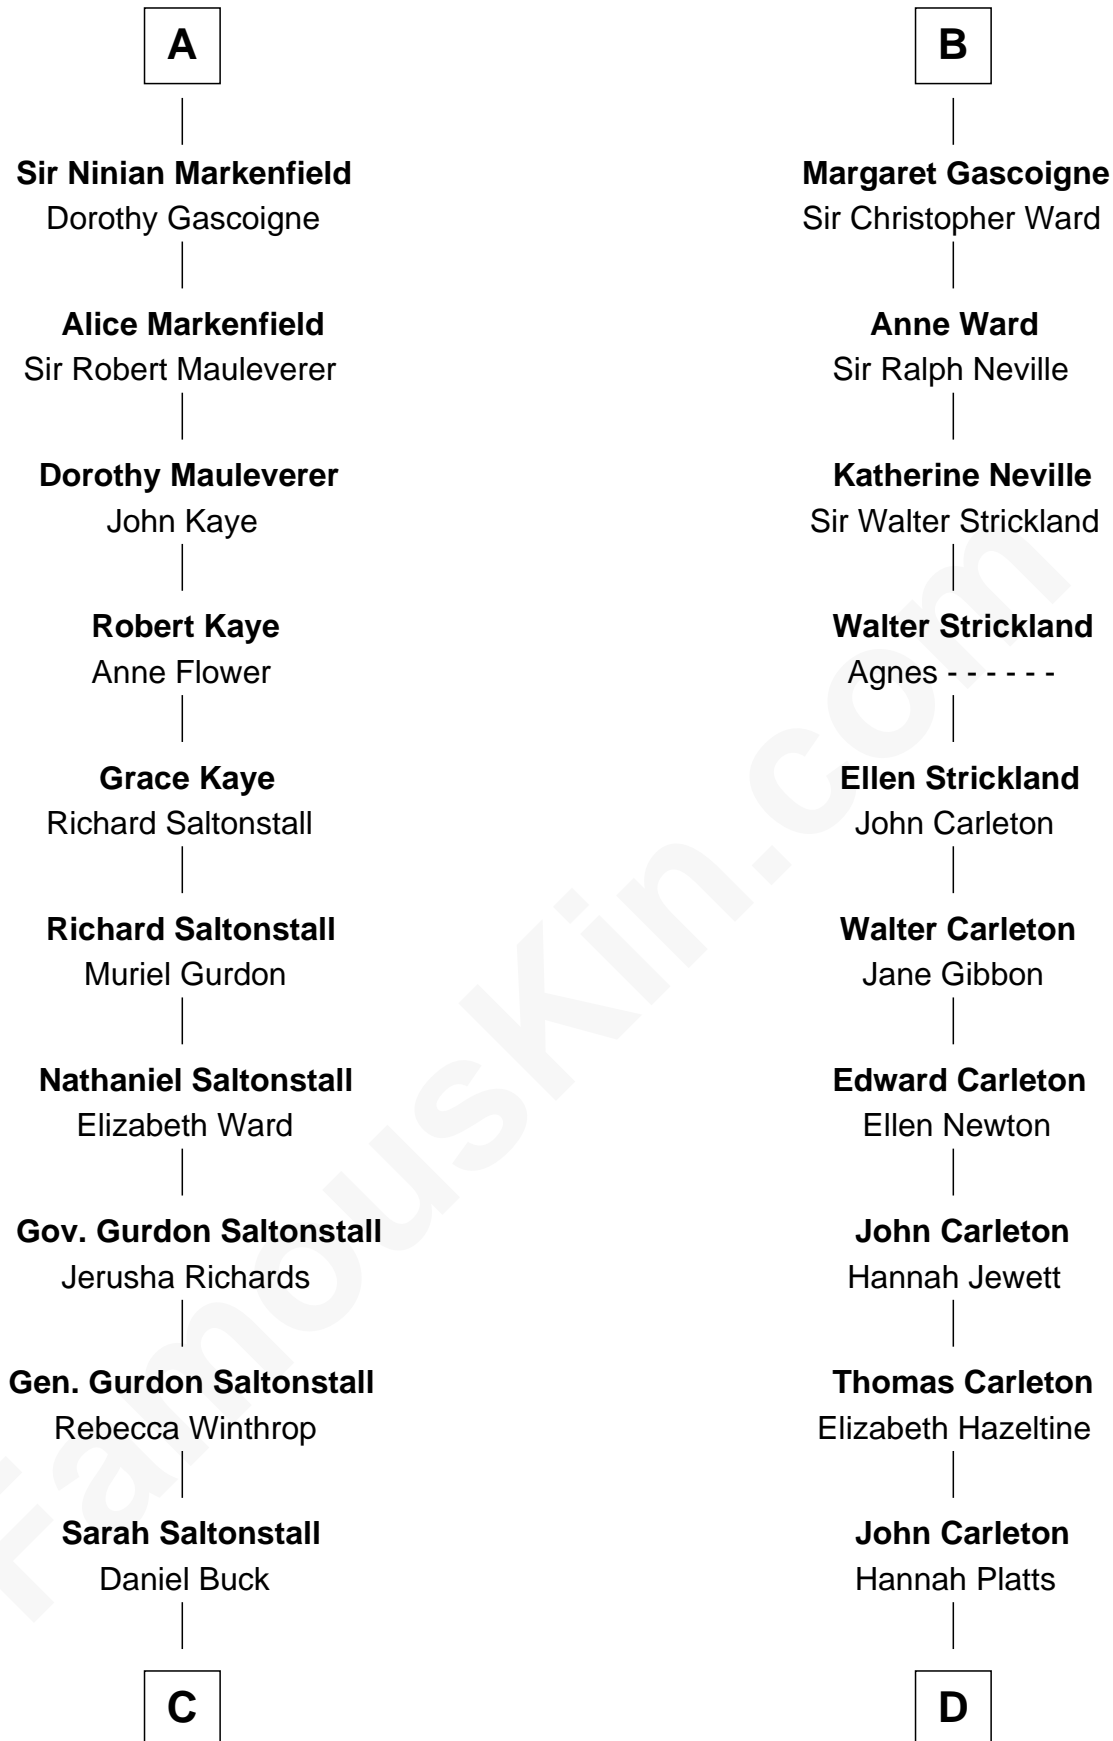 A
Sir Ninian Markenfield
Dorothy Gascoigne
Alice Markenfield
Sir Robert Mauleverer
Dorothy Mauleverer
John Kaye
Robert Kaye
Anne Flower
Grace Kaye
Richard Saltonstall
Richard Saltonstall
Muriel Gurdon
Nathaniel Saltonstall
Elizabeth Ward
Gov. Gurdon Saltonstall
Jerusha Richards
Gen. Gurdon Saltonstall
Rebecca Winthrop
Sarah Saltonstall
Daniel Buck
C
B
Margaret Gascoigne
Sir Christopher Ward
Anne Ward
Sir Ralph Neville
Katherine Neville
Sir Walter Strickland
Walter Strickland
Agnes - - - - - -
Ellen Strickland
John Carleton
Walter Carleton
Jane Gibbon
Edward Carleton
Ellen Newton
John Carleton
Hannah Jewett
Thomas Carleton
Elizabeth Hazeltine
John Carleton
Hannah Platts
D
FamousKin.com